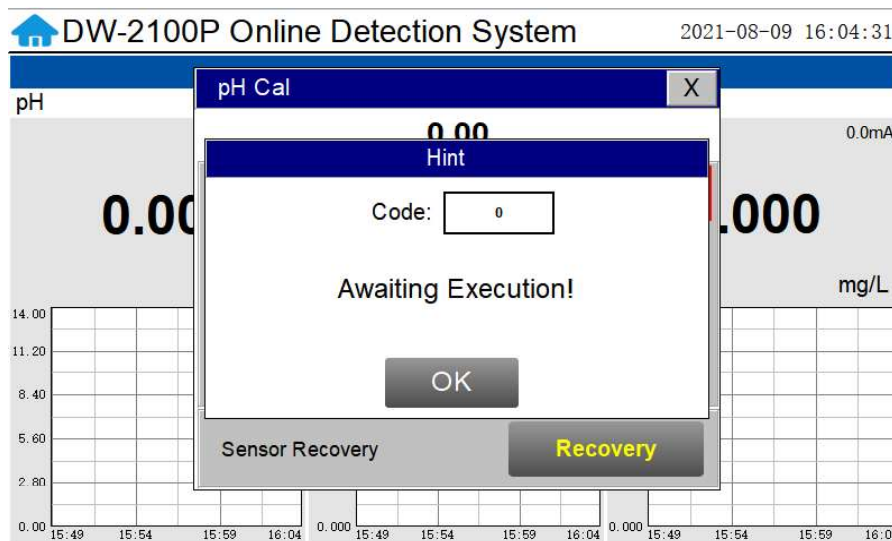 DW-2100P Online Detection System 2021-08-09 16:04:31
pH Cal X
pH
0.00
0.0mA
Hint
Code: 0
.000
Awaiting Execution!
mg/L
OK
Sensor Recovery Recovery
14.00
11.20
8.40
5.60
2.80
0.00
15:49 15:54 15:59 16:04
0.000
15:49 15:54 15:59 16:04
0.000
15:49 15:54 15:59